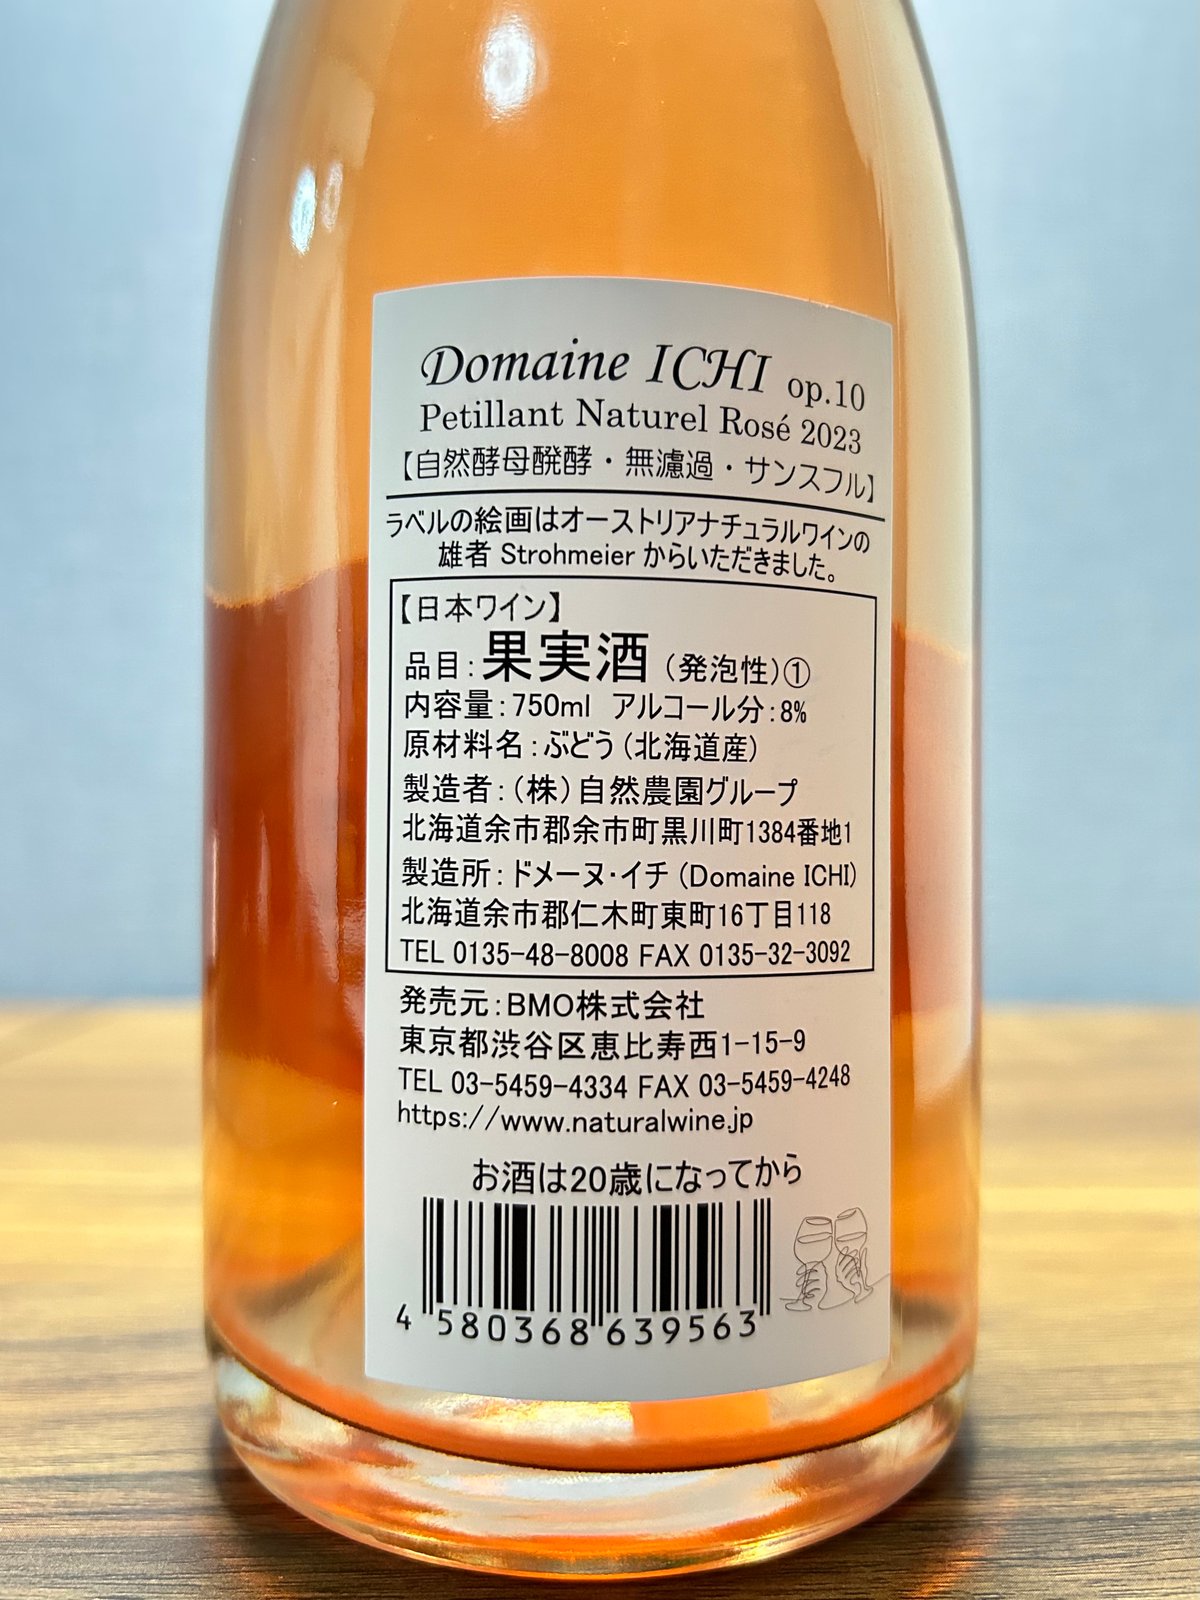 Domaine ICHI op.10
Petillant Naturel Rosé 2023
【自然酵母醗酵・無濾過・サンスフル】
ラベルの絵画はオーストリアナチュラルワインの
雄者 Strohmeier からいただきました。
【日本ワイン】
品目:果実酒(発泡性)①
内容量:750ml アルコール分:8%
原材料名:ぶどう(北海道産)
製造者:(株)自然農園グループ
北海道余市郡余市町黒川町1384番地1
製造所:ドメーヌ・イチ(Domaine ICHI)
北海道余市郡仁木町東町16丁目118
TEL 0135-48-8008 FAX 0135-32-3092
発売元:BMO株式会社
東京都渋谷区恵比寿西1-15-9
TEL 03-5459-4334 FAX 03-5459-4248
https://www.naturalwine.jp
お酒は20歳になってから
4 580368 639563